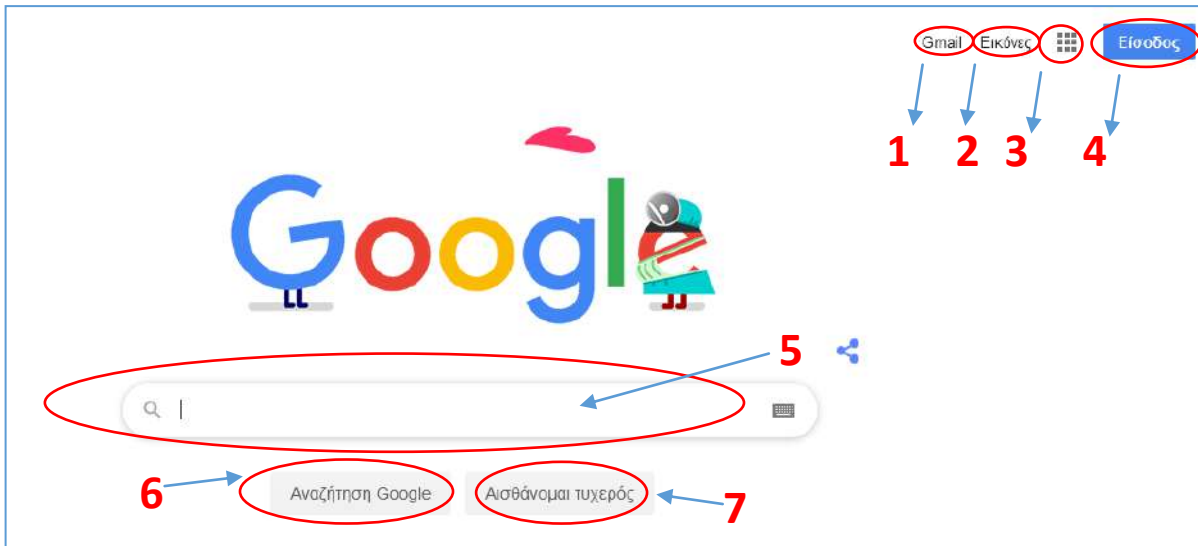 Gmail Εικόνες Είσοδος
1 2 3 4
Google
5
Αναζήτηση Google Αισθάνομαι τυχερός
6 7